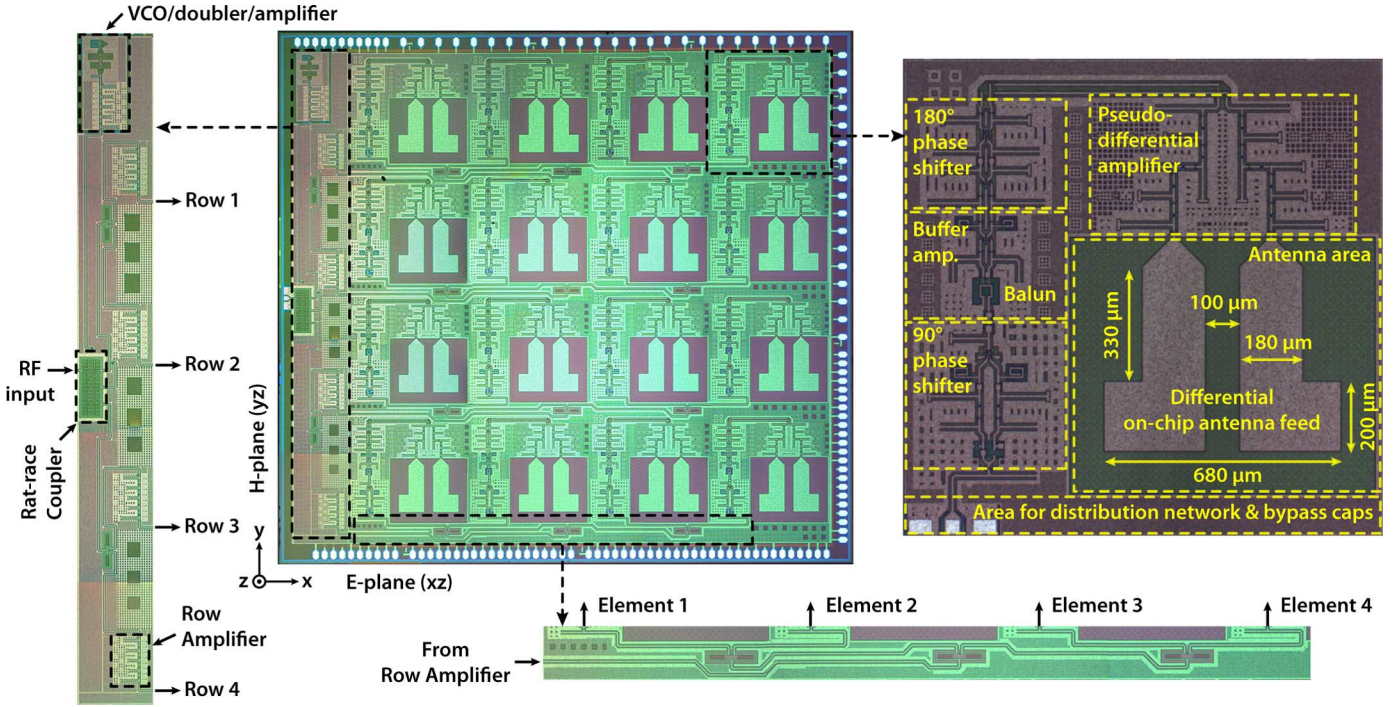 VCO/doubler/amplifier
Row 1
RF
input
Row 2
Rat-race
Coupler
Row 3
Row
Amplifier
Row 4
H-plane (yz)
y
z
x
E-plane (xz)
180°
phase
shifter
Pseudo-
differential
amplifier
Buffer
amp.
Balun
Antenna area
90°
phase
shifter
330 µm
100 µm
180 µm
Differential
on-chip antenna feed
200 µm
680 µm
Area for distribution network & bypass caps
Element 1
Element 2
Element 3
Element 4
From
Row Amplifier